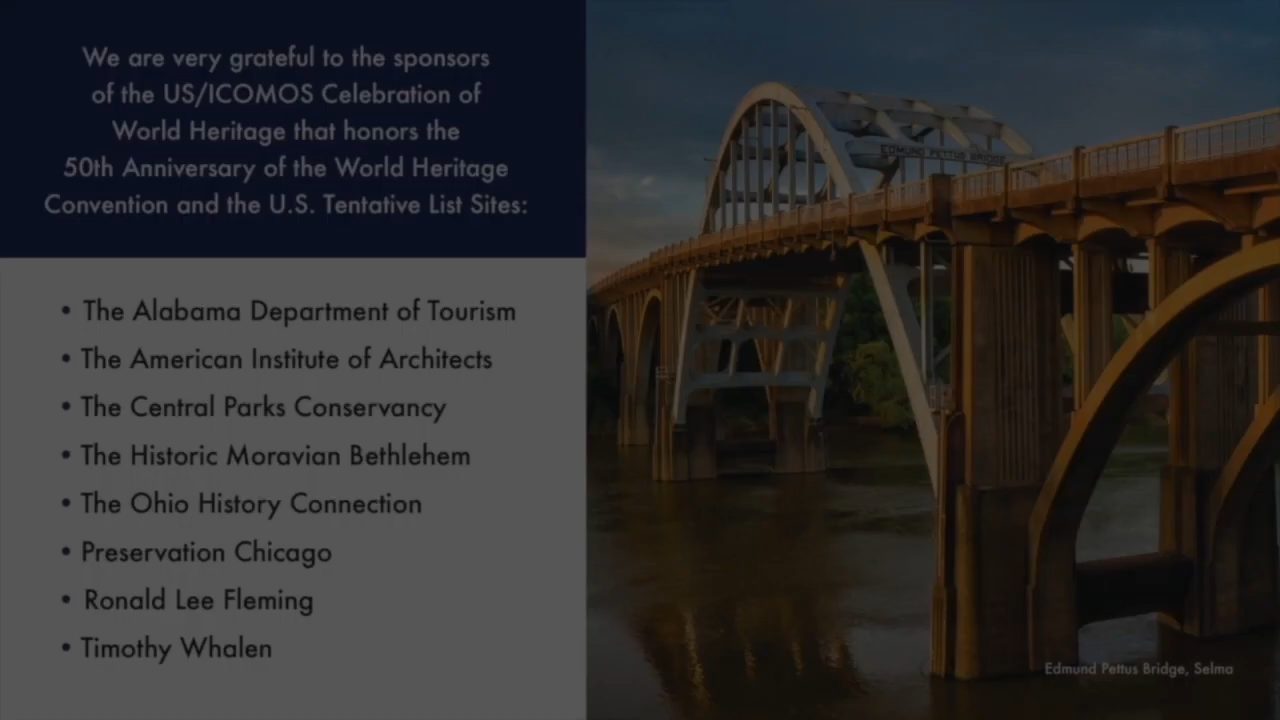 We are very grateful to the sponsors
of the US/ICOMOS Celebration of
World Heritage that honors the
50th Anniversary of the World Heritage
Convention and the U.S. Tentative List Sites:
• The Alabama Department of Tourism
• The American Institute of Architects
• The Central Parks Conservancy
• The Historic Moravian Bethlehem
• The Ohio History Connection
• Preservation Chicago
• Ronald Lee Fleming
• Timothy Whalen
EDMUND PETTUS BRIDGE
Edmund Pettus Bridge, Selma